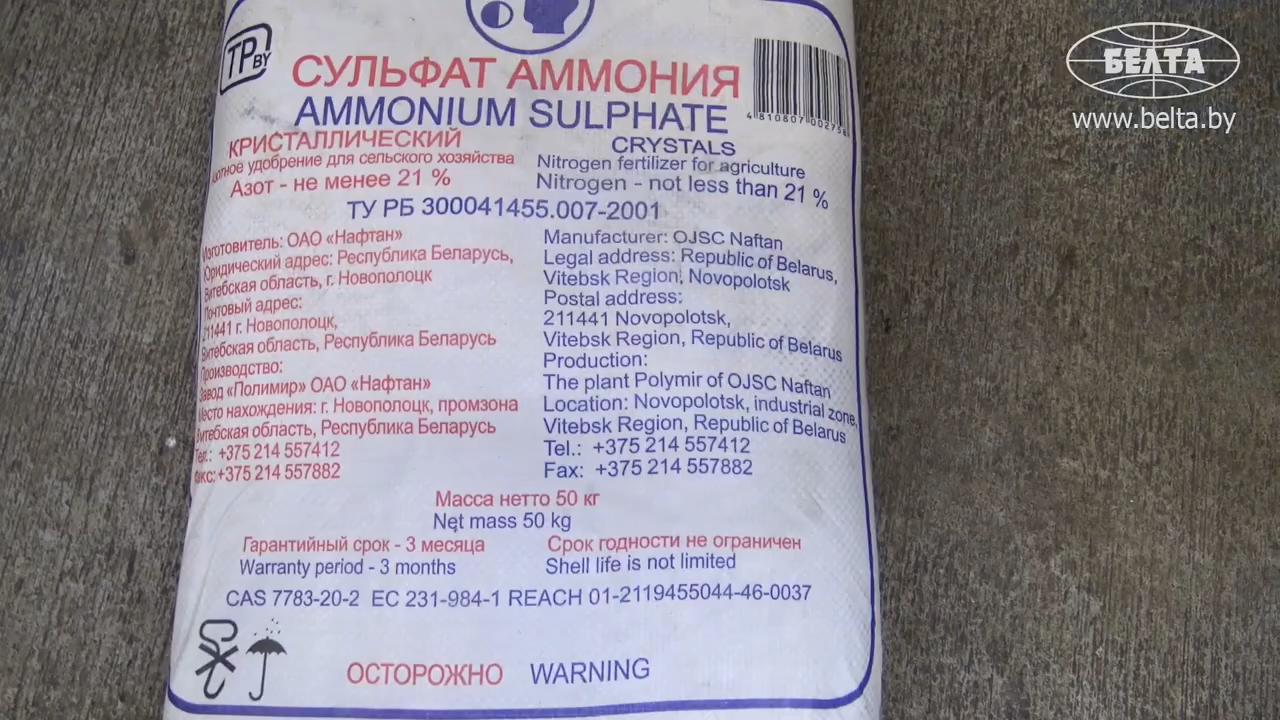 БЕЛТА
www.belta.by
TP BY
СУЛЬФАТ АММОНИЯ
AMMONIUM SULPHATE
4 810807 00279
КРИСТАЛЛИЧЕСКИЙ
удобрение для сельского хозяйства
Азот - не менее 21 %
CRYSTALS
Nitrogen fertilizer for agriculture
Nitrogen - not less than 21 %
ТУ РБ 300041455.007-2001
Изготовитель: ОАО «Нафтан»
Юридический адрес: Республика Беларусь,
Витебская область, г. Новополоцк
Почтовый адрес:
211441 г. Новополоцк,
Витебская область, Республика Беларусь
Производство:
Завод «Полимир» ОАО «Нафтан»
Место нахождения: г. Новополоцк, промзона
Витебская область, Республика Беларусь
Тел.: +375 214 557412
Факс: +375 214 557882
Manufacturer: OJSC Naftan
Legal address: Republic of Belarus,
Vitebsk Region, Novopolotsk
Postal address:
211441 Novopolotsk,
Vitebsk Region, Republic of Belarus
Production:
The plant Polymir of OJSC Naftan
Location: Novopolotsk, industrial zone,
Vitebsk Region, Republic of Belarus
Tel.: +375 214 557412
Fax: +375 214 557882
Масса нетто 50 кг
Net mass 50 kg
Гарантийный срок - 3 месяца
Warranty period - 3 months
Срок годности не ограничен
Shell life is not limited
CAS 7783-20-2 EC 231-984-1 REACH 01-2119455044-46-0037
ОСТОРОЖНО WARNING